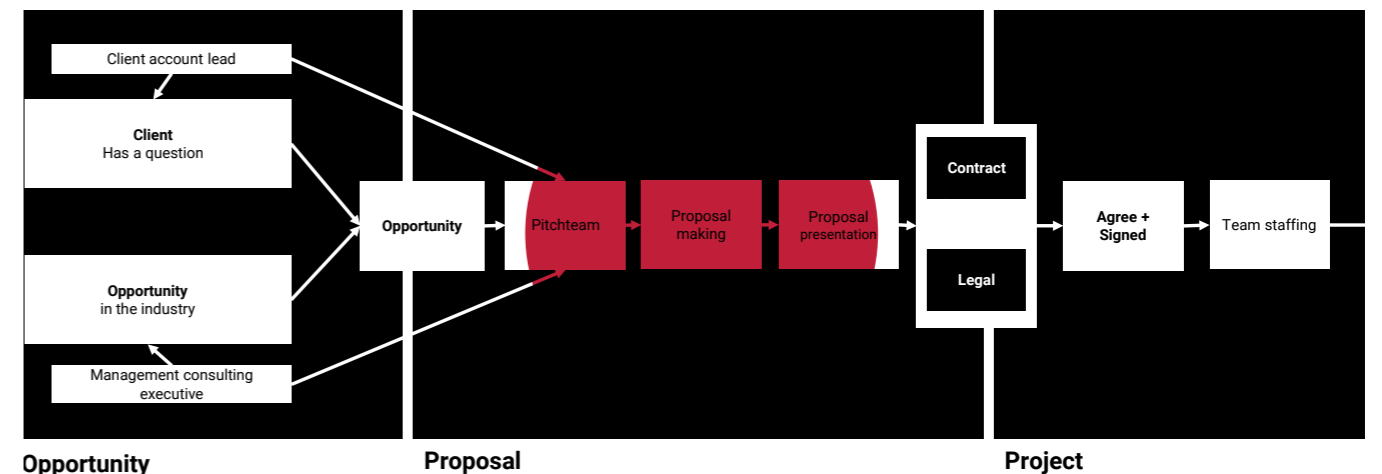 Client account lead
Client
Has a question
Opportunity
in the industry
Management consulting
executive
Opportunity
Pitchteam
Proposal
making
Proposal
presentation
Contract
Legal
Agree +
Signed
Team staffing
Opportunity
Proposal
Project